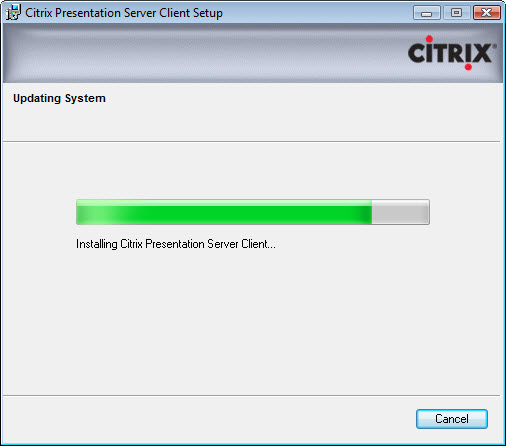 Citrix Presentation Server Client Setup
CITRIX®
Updating System
Installing Citrix Presentation Server Client...
Cancel